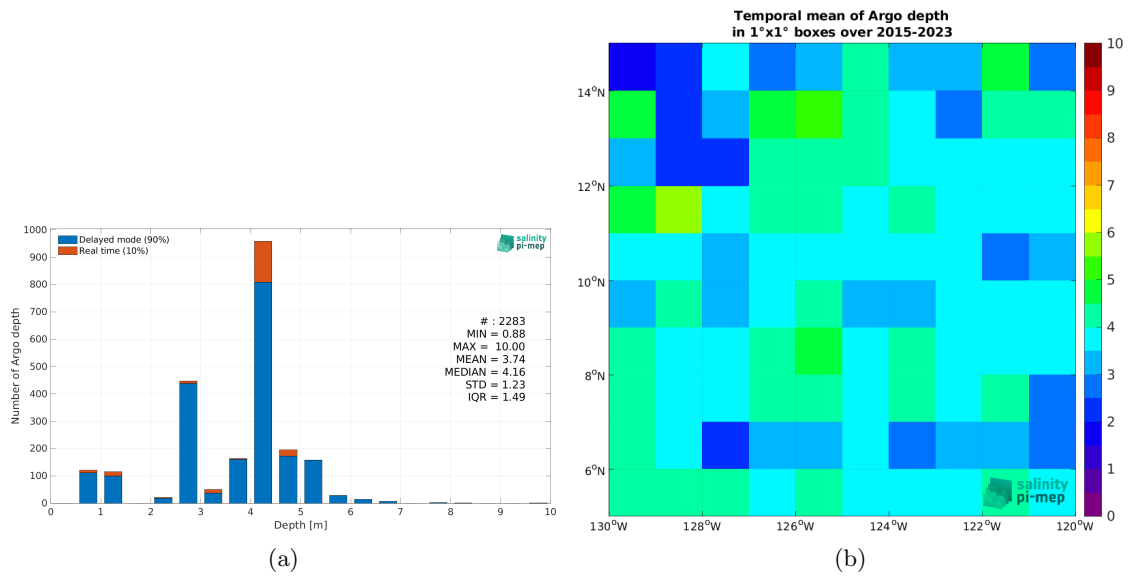 Delayed mode (90%)
Real time (10%)
salinity
pi-mep
# : 2283
MIN = 0.88
MAX = 10.00
MEAN = 3.74
MEDIAN = 4.16
STD = 1.23
IQR = 1.49
Number of Argo depth
1000
900
800
700
600
500
400
300
200
100
0
0 1 2 3 4 5 6 7 8 9 10
Depth [m]
(a)
Temporal mean of Argo depth
in 1°x1° boxes over 2015-2023
14°N
12°N
10°N
8°N
6°N
130°W 128°W 126°W 124°W 122°W 120°W
salinity
pi-mep
10
9
8
7
6
5
4
3
2
1
0
(b)